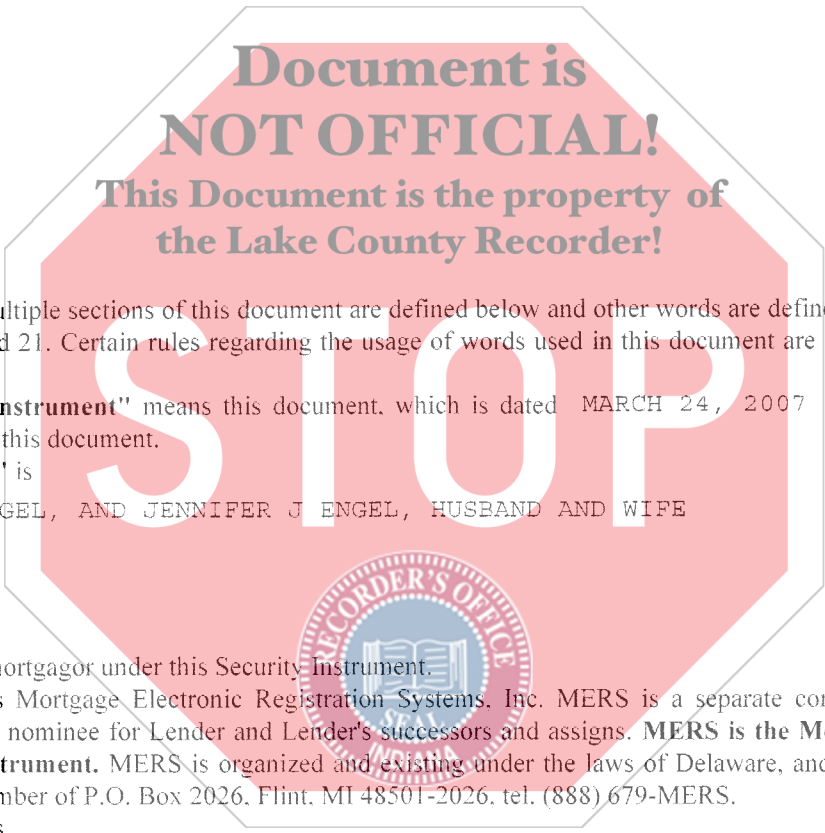 Document is
NOT OFFICIAL!
This Document is the property of
the Lake County Recorder!
ultiple sections of this document are defined below and other words are define
d 21. Certain rules regarding the usage of words used in this document are
STOP
nstrument" means this document, which is dated MARCH 24, 2007
this document.
" is
GEL, AND JENNIFER J ENGEL, HUSBAND AND WIFE
RECORDER'S OFFICE
SEAL
INDIANA
ortgagor under this Security Instrument.
s Mortgage Electronic Registration Systems, Inc. MERS is a separate cor
nominee for Lender and Lender's successors and assigns. MERS is the Mo
trument. MERS is organized and existing under the laws of Delaware, and
mber of P.O. Box 2026, Flint, MI 48501-2026, tel. (888) 679-MERS.
s